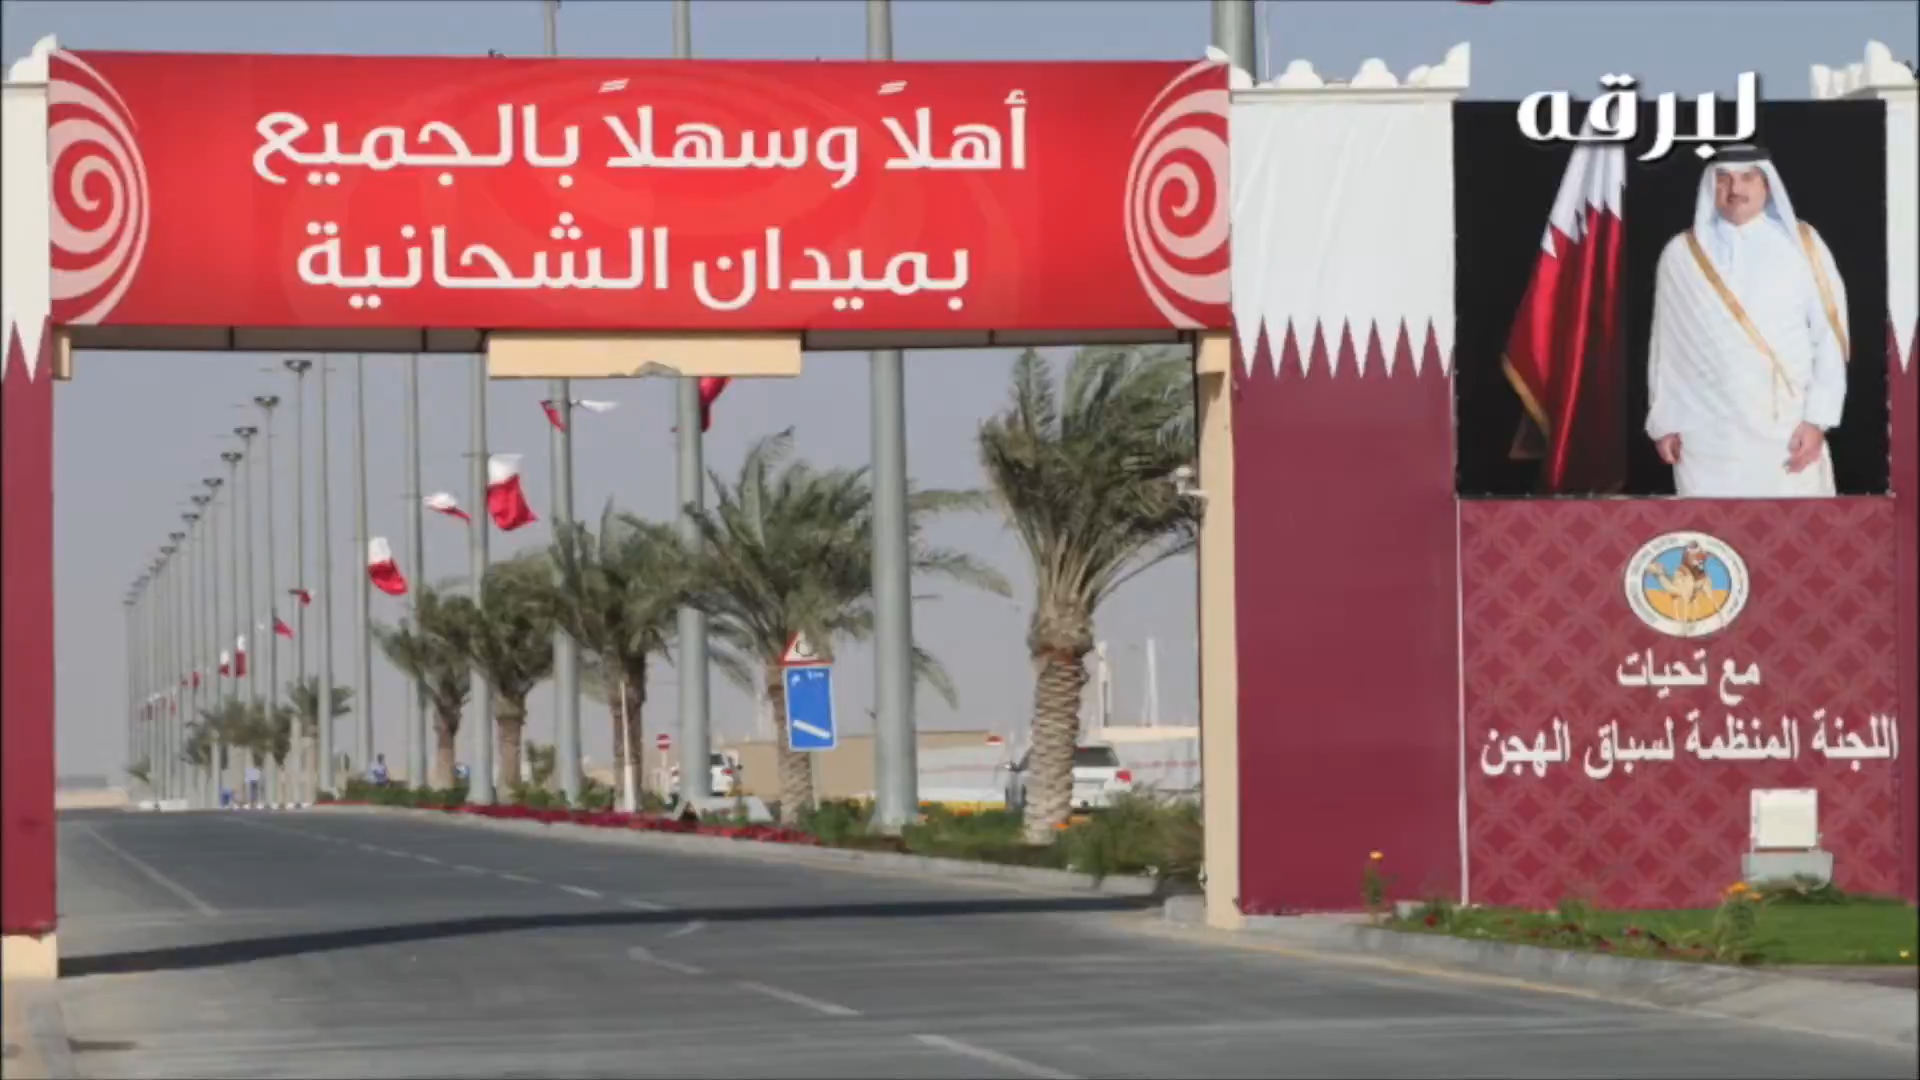 أهلاً وسهلاً بالجميع
بميدان الشحانية
لبرقه
مع تحيات
اللجنة المنظمة لسباق الهجن